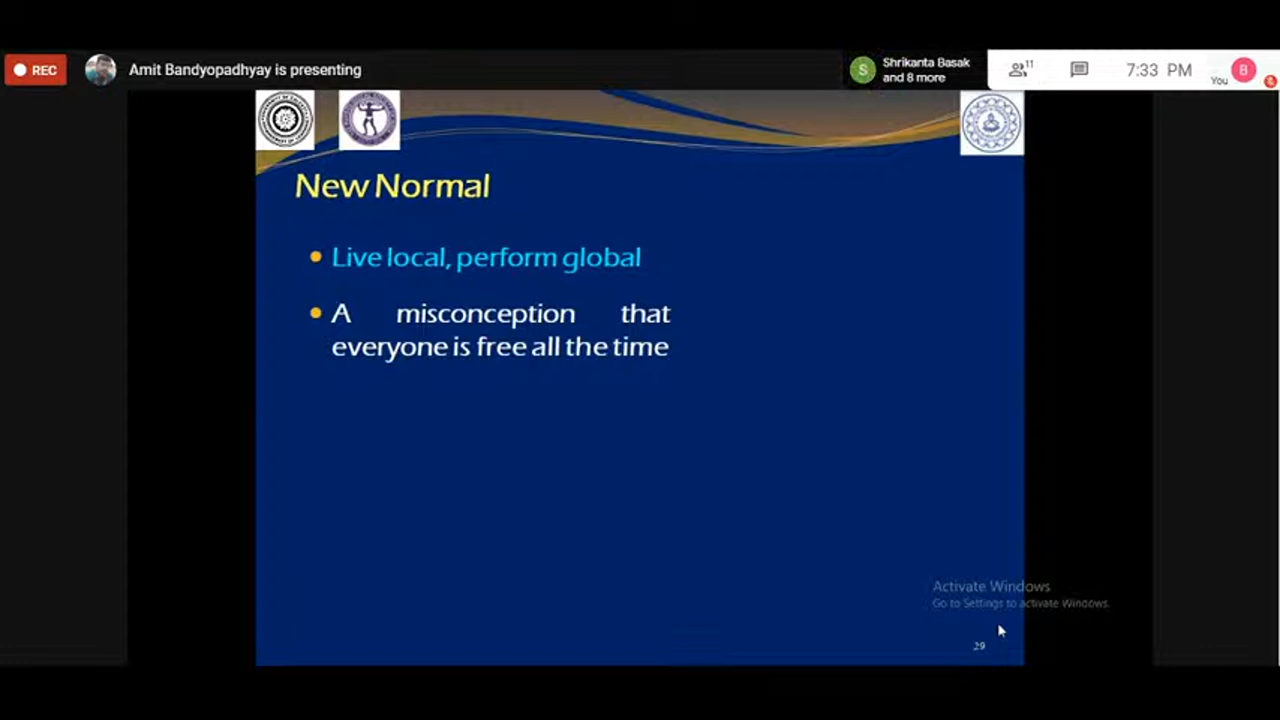 REC
Amit Bandyopadhyay is presenting
S
Shrikanta Basak
and 8 more
11
7:33 PM
You
B
New Normal
Live local, perform global
A misconception that
everyone is free all the time
Activate Windows
Go to Settings to activate Windows.
29